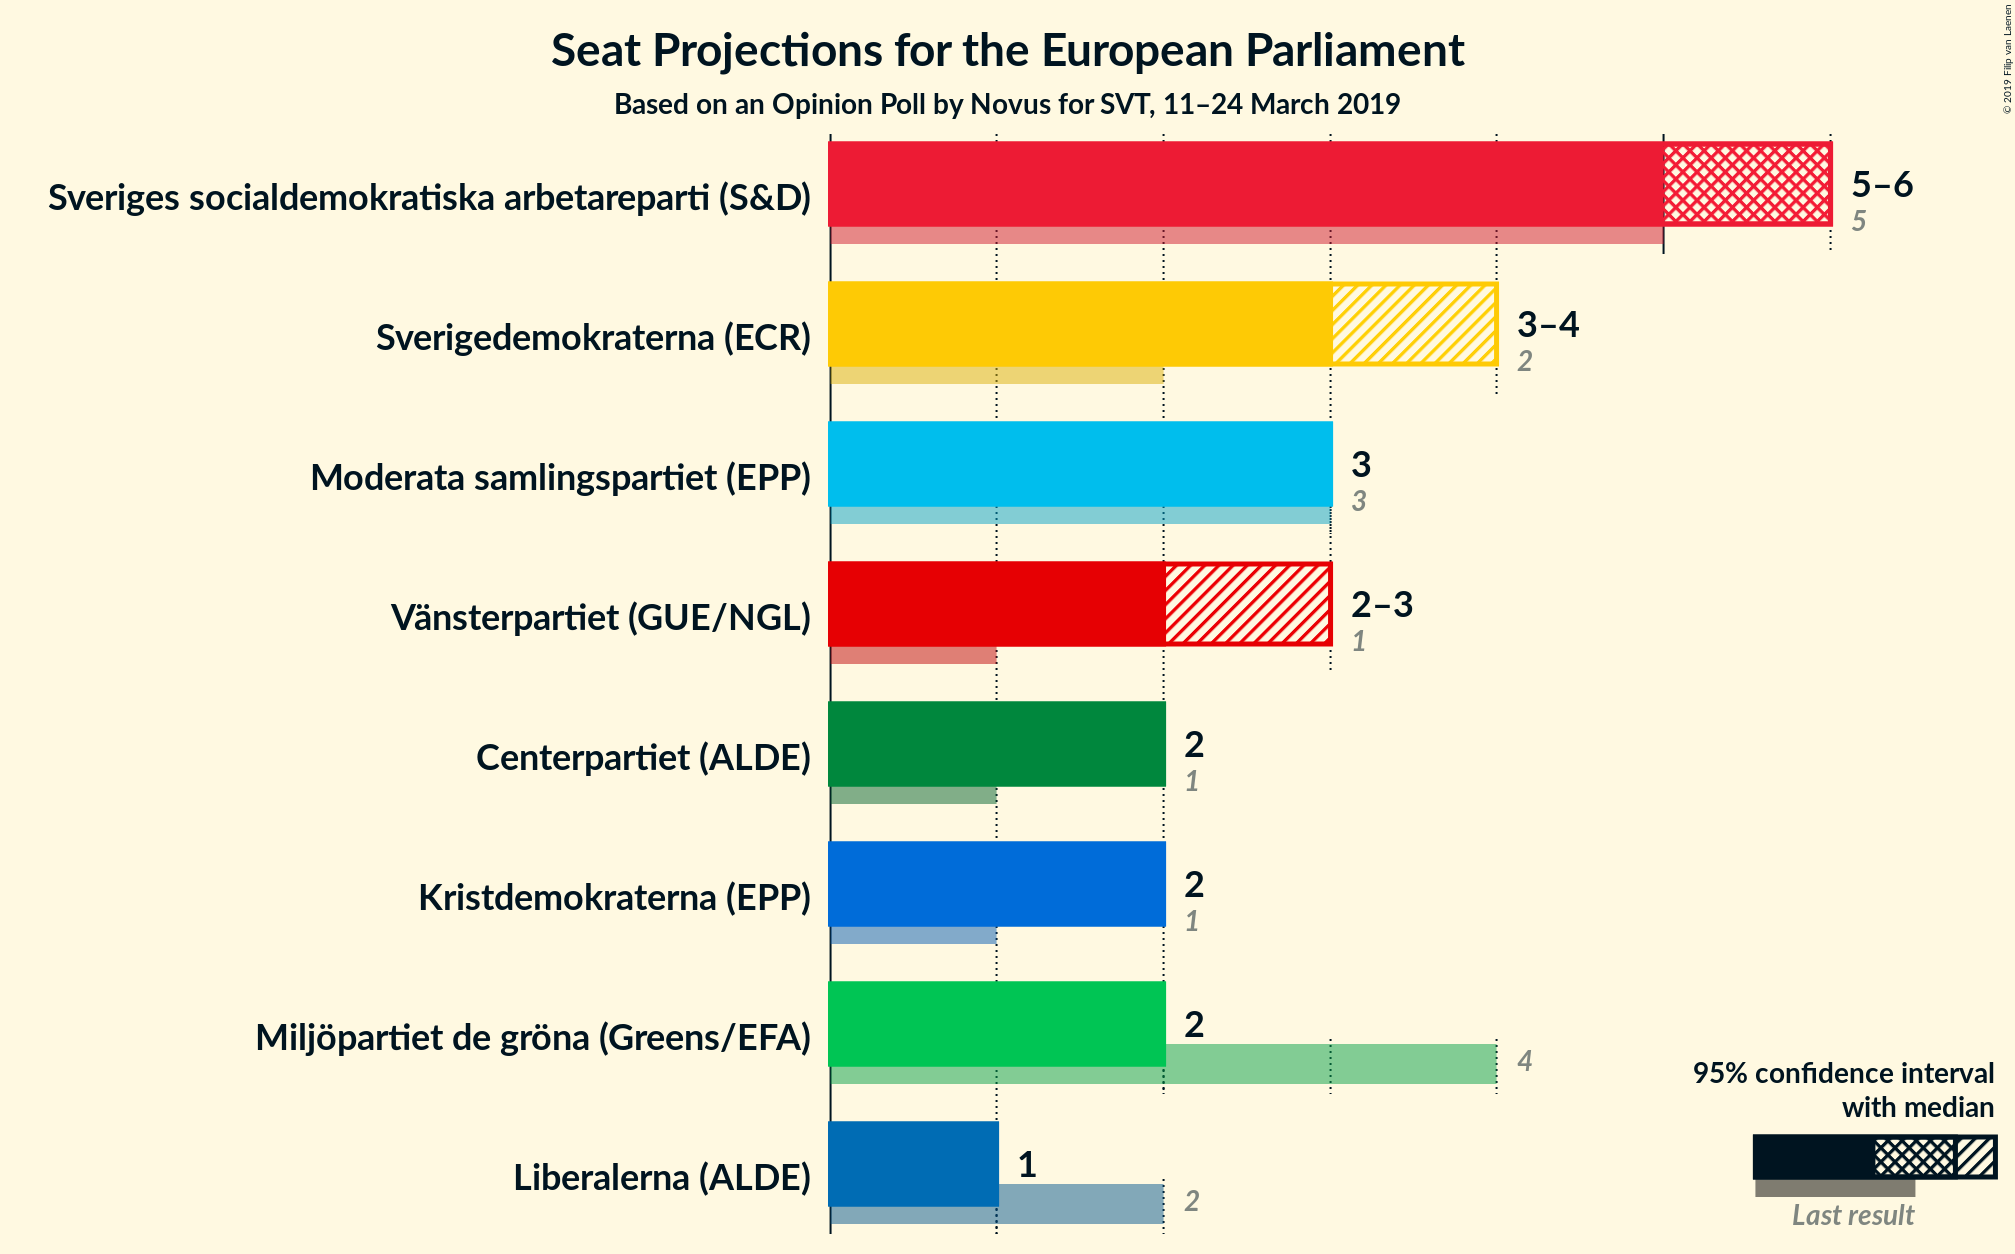 Seat Projections for the European Parliament
Based on an Opinion Poll by Novus for SVT, 11–24 March 2019
© 2019 Filip van Laenen
Sveriges socialdemokratiska arbetareparti (S&D)
5–6
5
Sverigedemokraterna (ECR)
3–4
2
Moderata samlingspartiet (EPP)
3
3
Vänsterpartiet (GUE/NGL)
2–3
1
Centerpartiet (ALDE)
2
1
Kristdemokraterna (EPP)
2
1
Miljöpartiet de gröna (Greens/EFA)
2
4
Liberalerna (ALDE)
1
2
95% confidence interval
with median
Last result